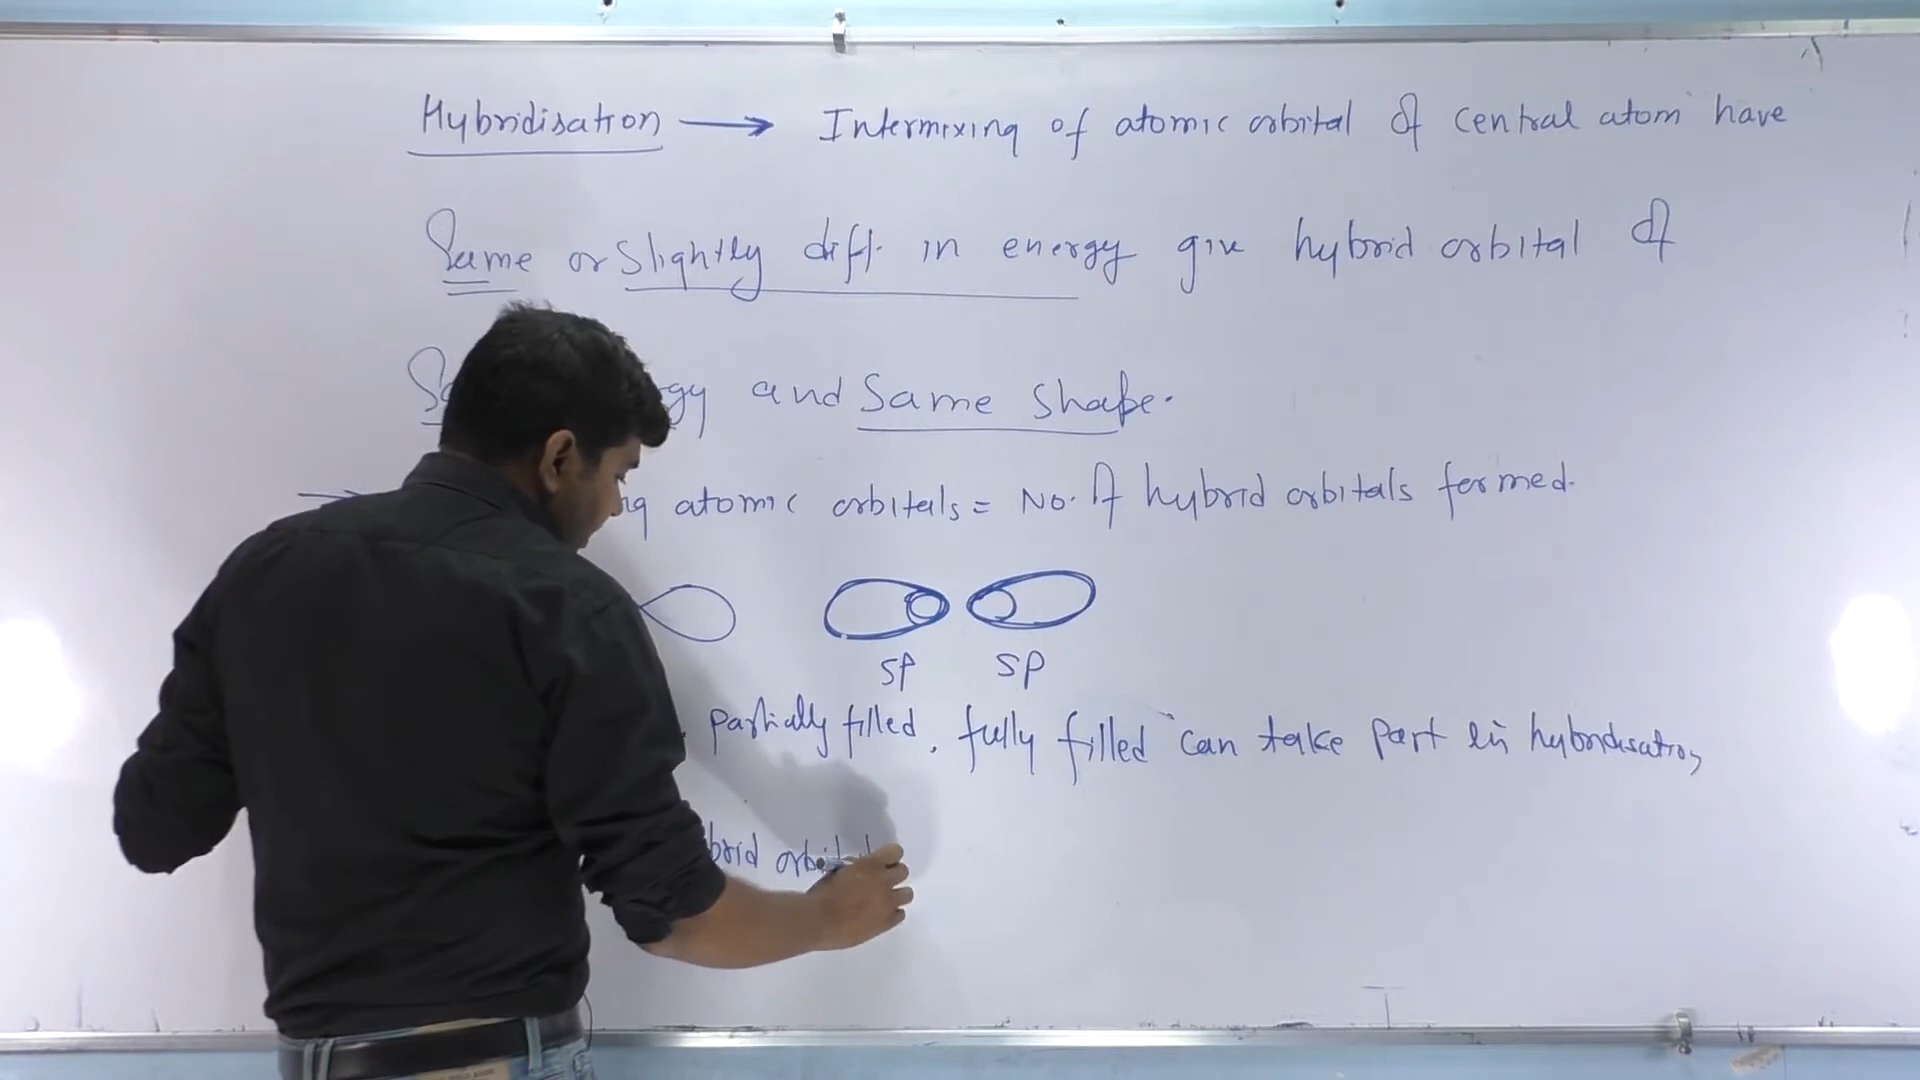 Hybridisation → Intermixing of atomic orbital of central atom have
Same or slightly diff. in energy give hybrid orbital of
and Same shape.
→ atomic orbitals = No. of hybrid orbitals formed.
SP SP
partially filled, fully filled can take part in hybridisation,